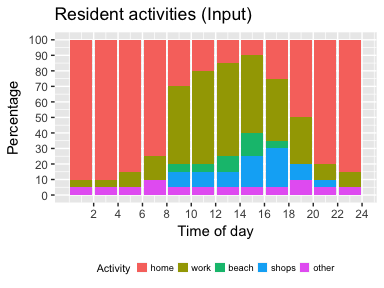 Resident activities (Input)
100
90
80
70
60
50
40
30
20
10
0
Percentage
2 4 6 8 10 12 14 16 18 20 22 24
Time of day
Activity home work beach shops other